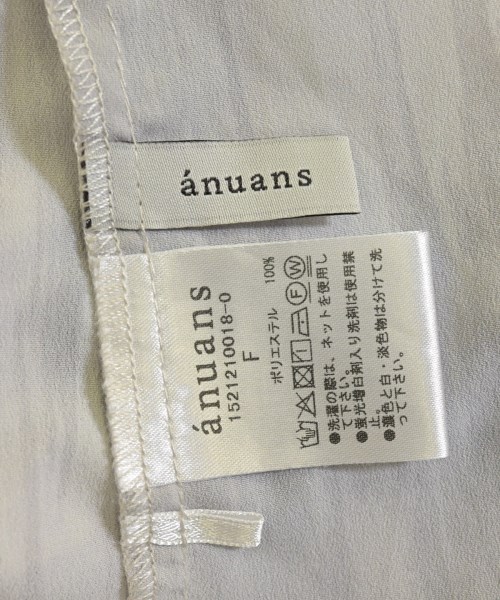 ánuans
ánuans
1521210018-0
F
ポリエステル 100%
F W
●洗濯の際は、ネットを使用し
て下さい。
●蛍光増白剤入り洗剤は使用禁
止。
●濃色と白・淡色物は分けて洗
って下さい。